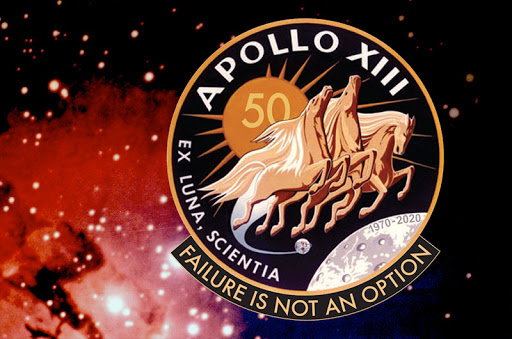 APOLLO XIII
50
EX LUNA, SCIENTIA
1970-2020
FAILURE IS NOT AN OPTION